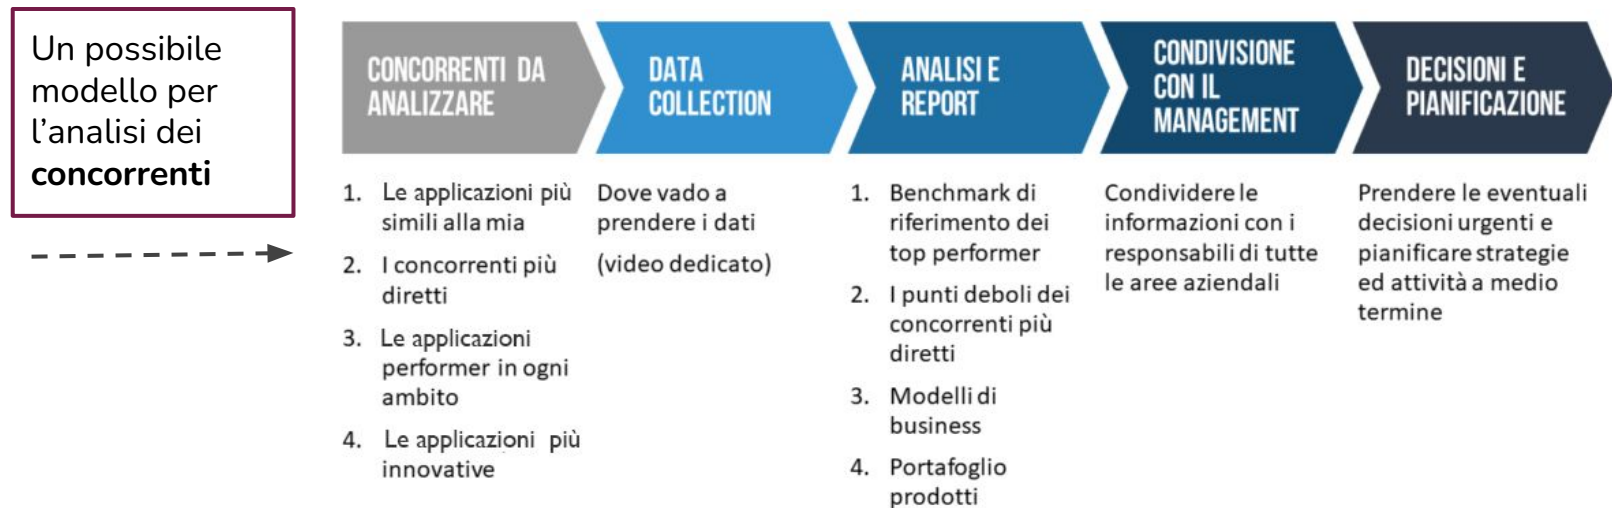 Un possibile
modello per
l'analisi dei
concorrenti
CONCORRENTI DA
ANALIZZARE
1. Le applicazioni più
simili alla mia
2. I concorrenti più
diretti
3. Le applicazioni
performer in ogni
ambito
4. Le applicazioni più
innovative
DATA
COLLECTION
Dove vado a
prendere i dati
(video dedicato)
ANALISI E
REPORT
1. Benchmark di
riferimento dei
top performer
2. I punti deboli dei
concorrenti più
diretti
3. Modelli di
business
4. Portafoglio
prodotti
CONDIVISIONE
CON IL
MANAGEMENT
Condividere le
informazioni con i
responsabili di tutte
le aree aziendali
DECISIONI E
PIANIFICAZIONE
Prendere le eventuali
decisioni urgenti e
pianificare strategie
ed attività a medio
termine